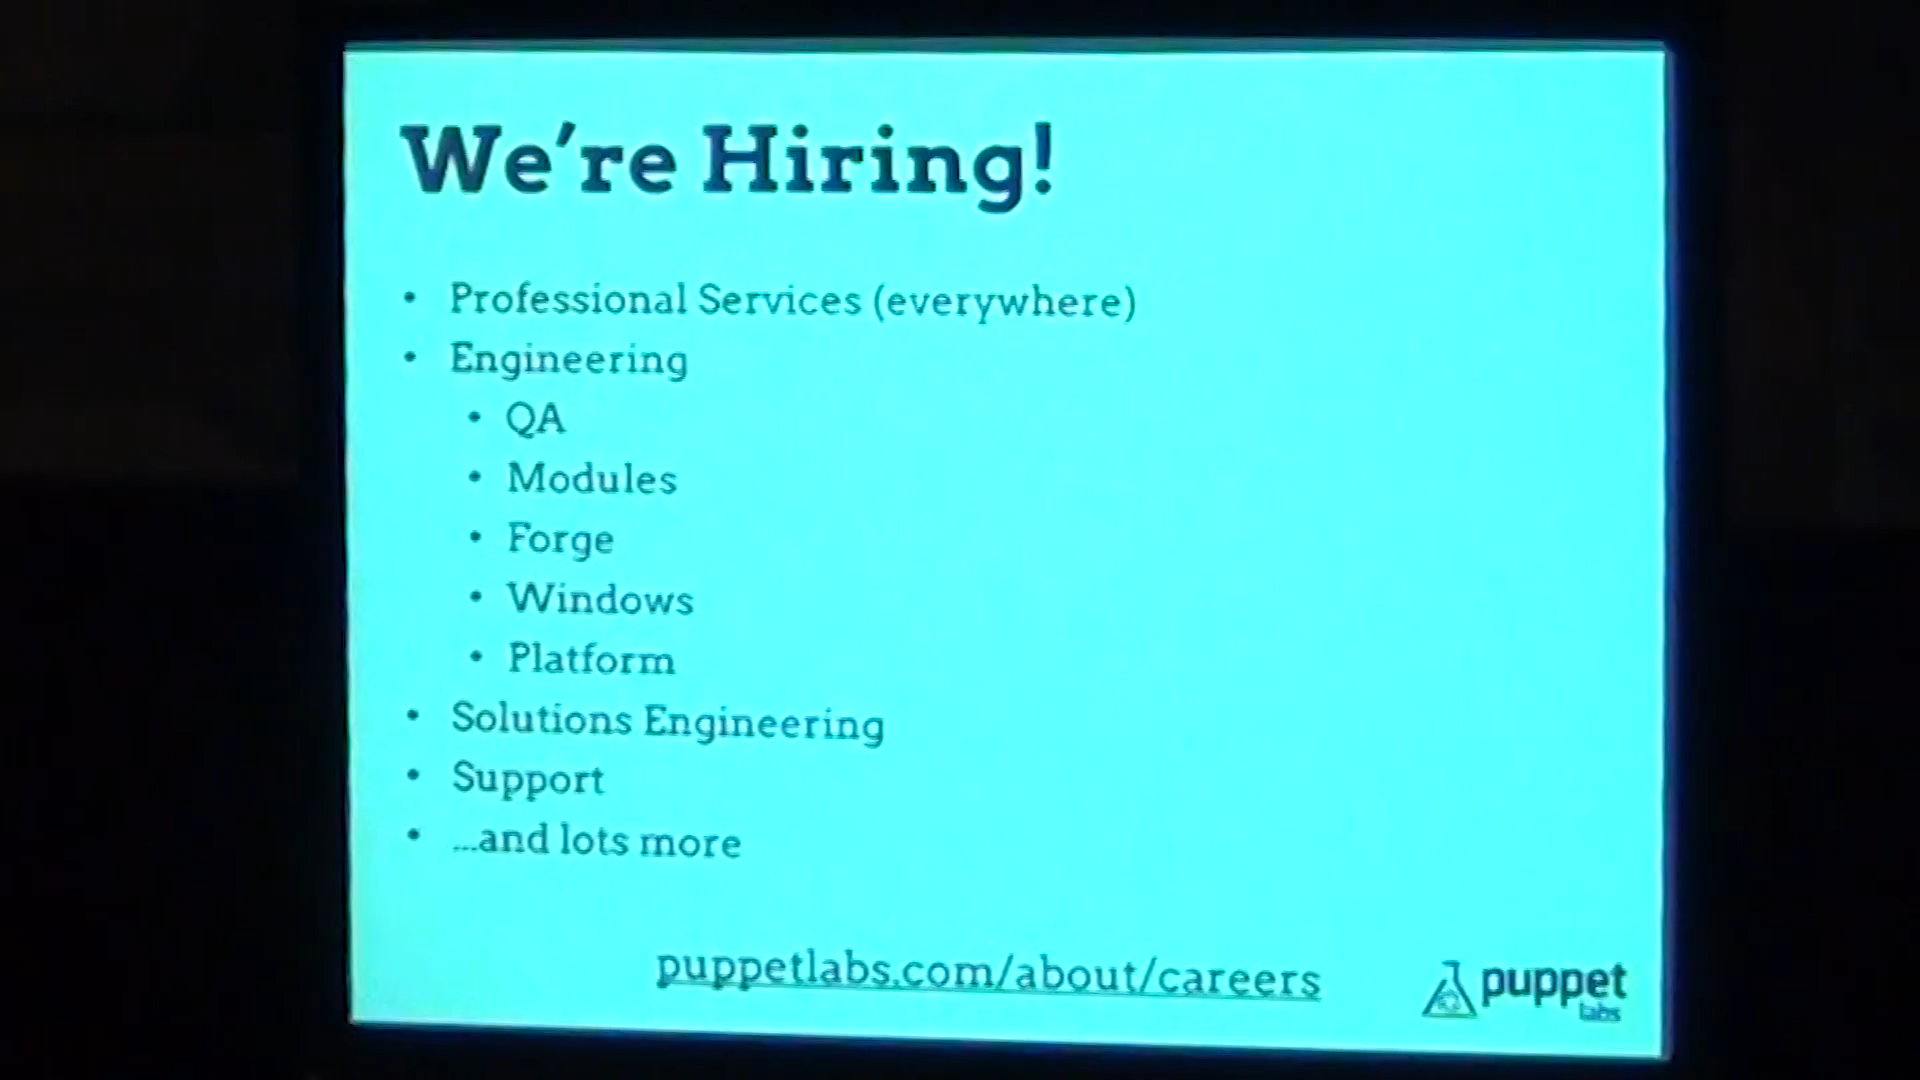 We're Hiring!
• Professional Services (everywhere)
• Engineering
• QA
• Modules
• Forge
• Windows
• Platform
• Solutions Engineering
• Support
• ...and lots more
puppetlabs.com/about/careers
puppet
labs